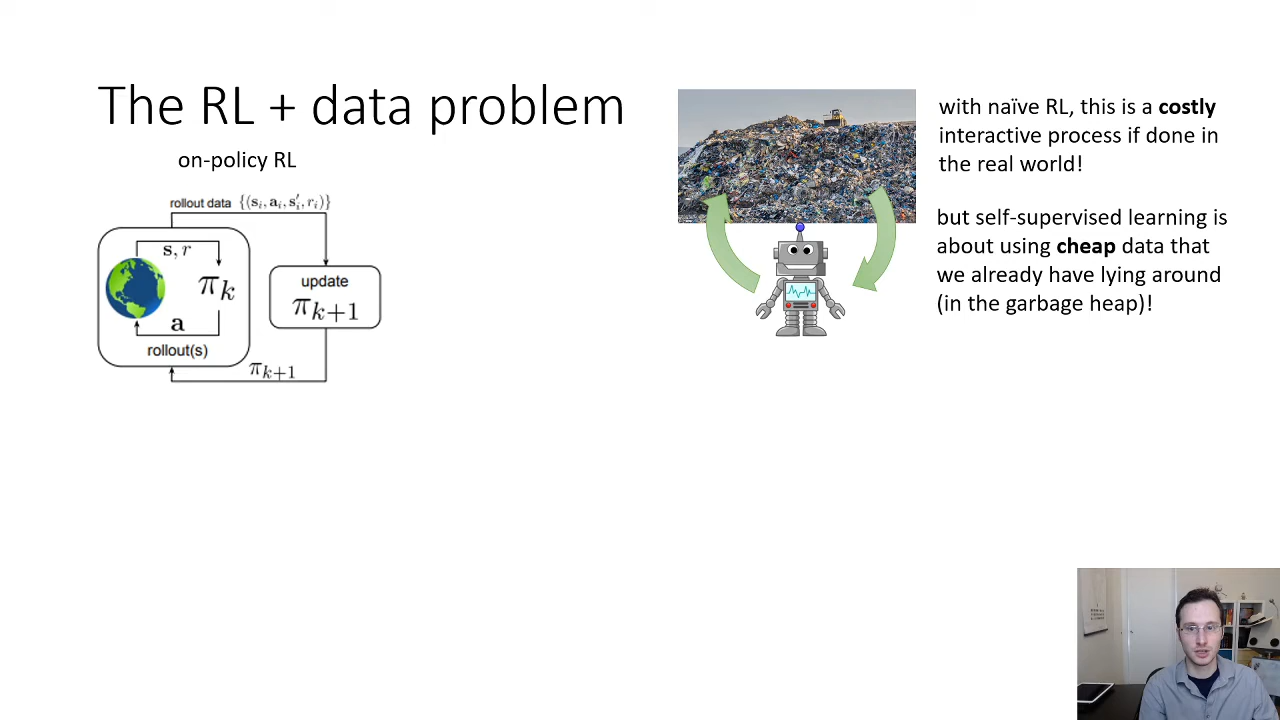 The RL + data problem
on-policy RL
rollout data {(s_i, a_i, s'_i, r_i)}
s, r
π_k
a
rollout(s)
update
π_{k+1}
π_{k+1}
with naïve RL, this is a costly
interactive process if done in
the real world!
but self-supervised learning is
about using cheap data that
we already have lying around
(in the garbage heap)!